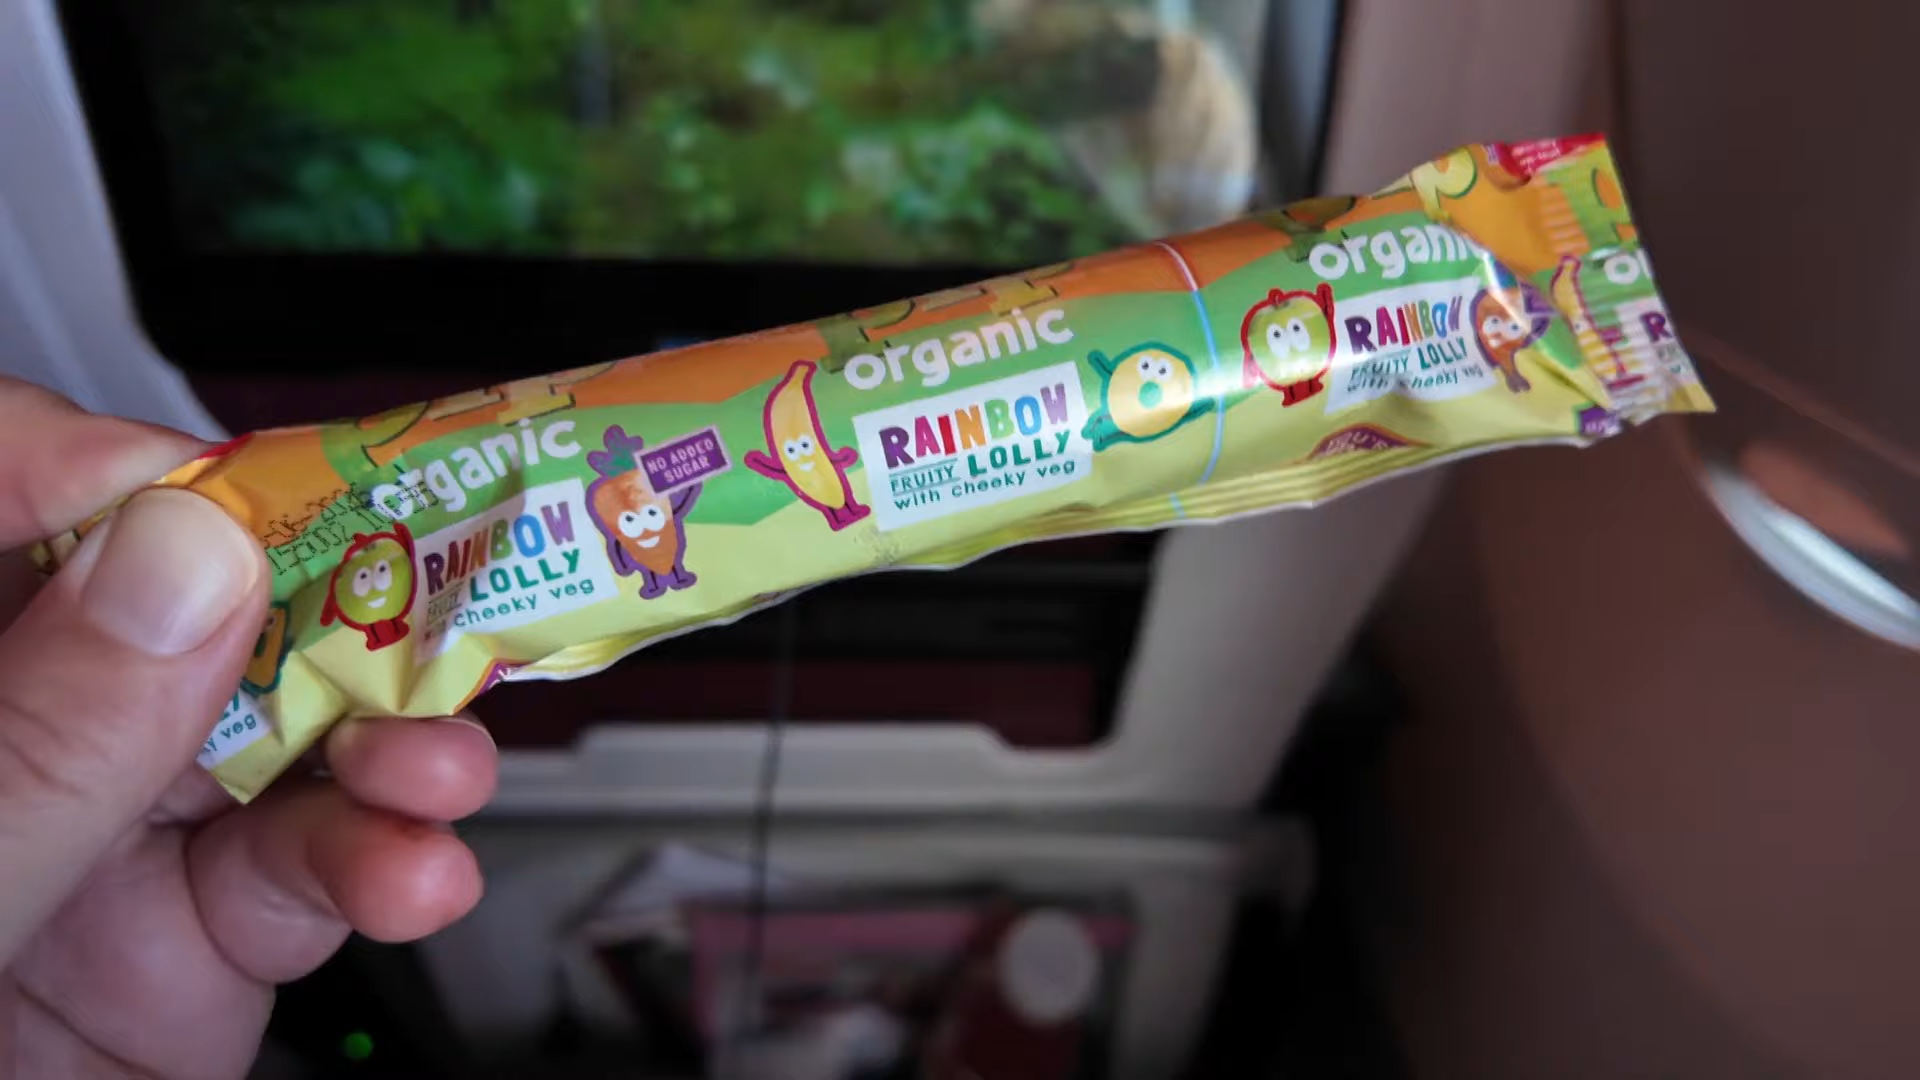 organic
RAINBOW
FRUITY LOLLY
with cheeky veg
NO ADDED
SUGAR
organic
RAINBOW
FRUITY LOLLY
with cheeky veg
organic
RAINBOW
FRUITY LOLLY
with cheeky veg
veg